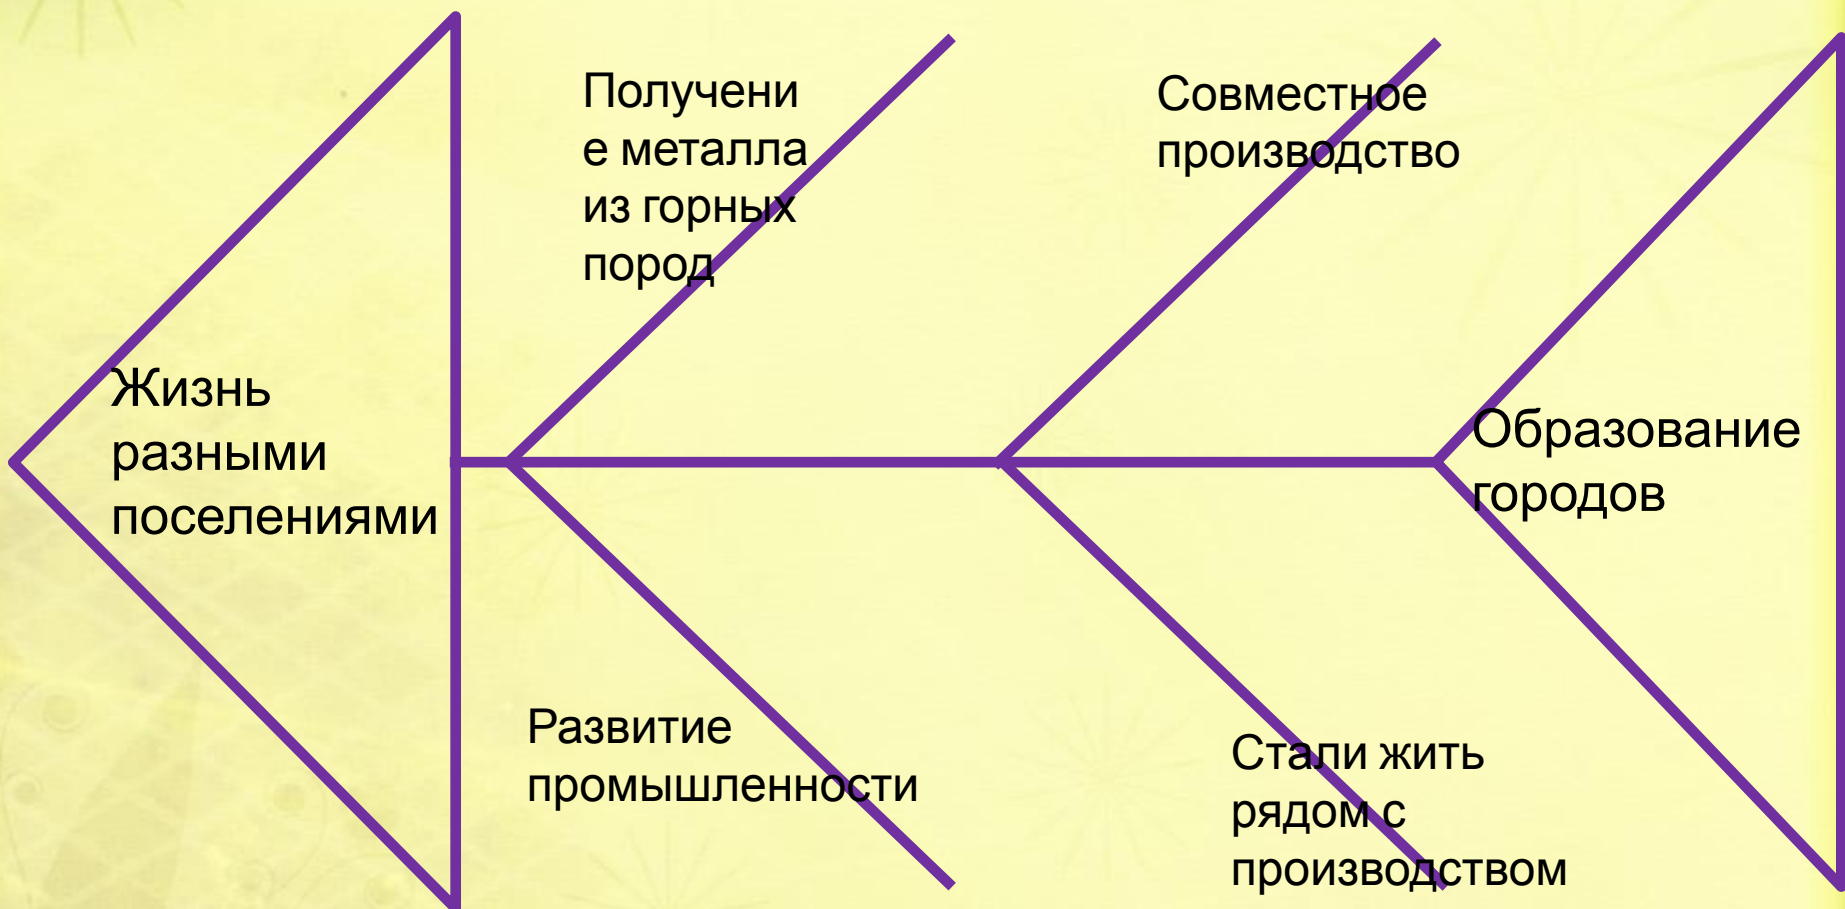 Жизнь
разными
поселениями
Получени
е металла
из горных
пород
Развитие
промышленности
Совместное
производство
Стали жить
рядом с
производством
Образование
городов